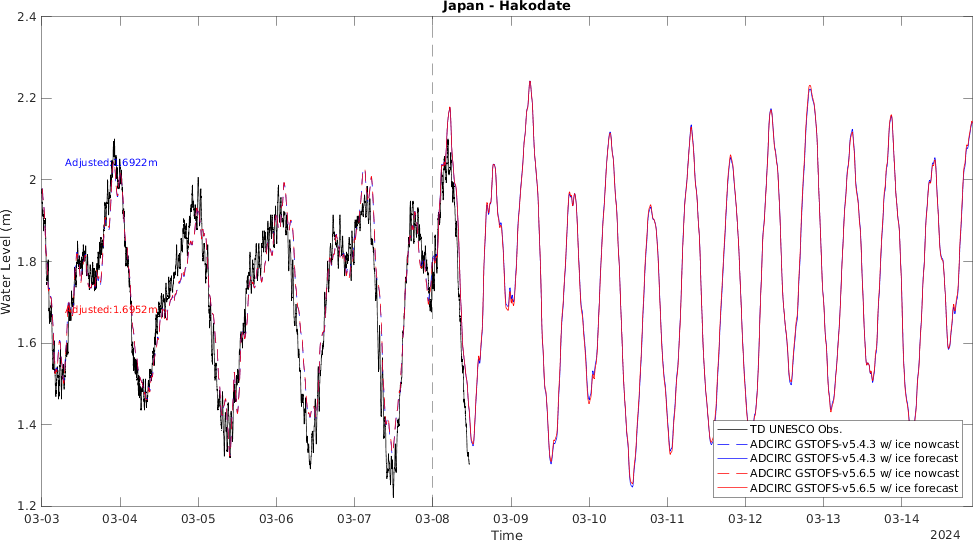 Japan - Hakodate
2.4
2.2
2
1.8
1.6
1.4
1.2
Water Level (m)
Adjusted:1.6922m
Adjusted:1.6952m
TD UNESCO Obs.
ADCIRC GSTOFS-v5.4.3 w/ ice nowcast
ADCIRC GSTOFS-v5.4.3 w/ ice forecast
ADCIRC GSTOFS-v5.6.5 w/ ice nowcast
ADCIRC GSTOFS-v5.6.5 w/ ice forecast
03-03 03-04 03-05 03-06 03-07 03-08 03-09 03-10 03-11 03-12 03-13 03-14
Time
2024